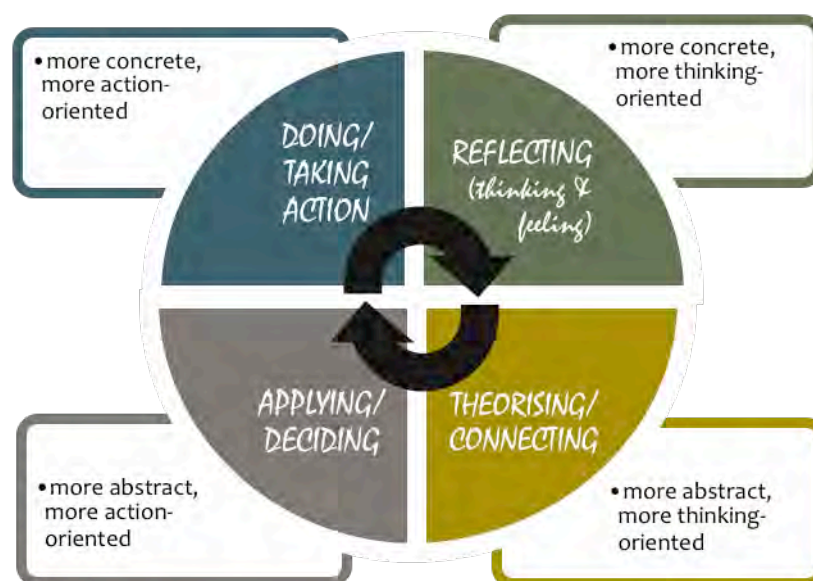 •more concrete,
more action-
oriented
•more concrete,
more thinking-
oriented
DOING/
TAKING
ACTION
REFLECTING
(thinking &
feeling)
APPLYING/
DECIDING
THEORISING/
CONNECTING
•more abstract,
more action-
oriented
•more abstract,
more thinking-
oriented